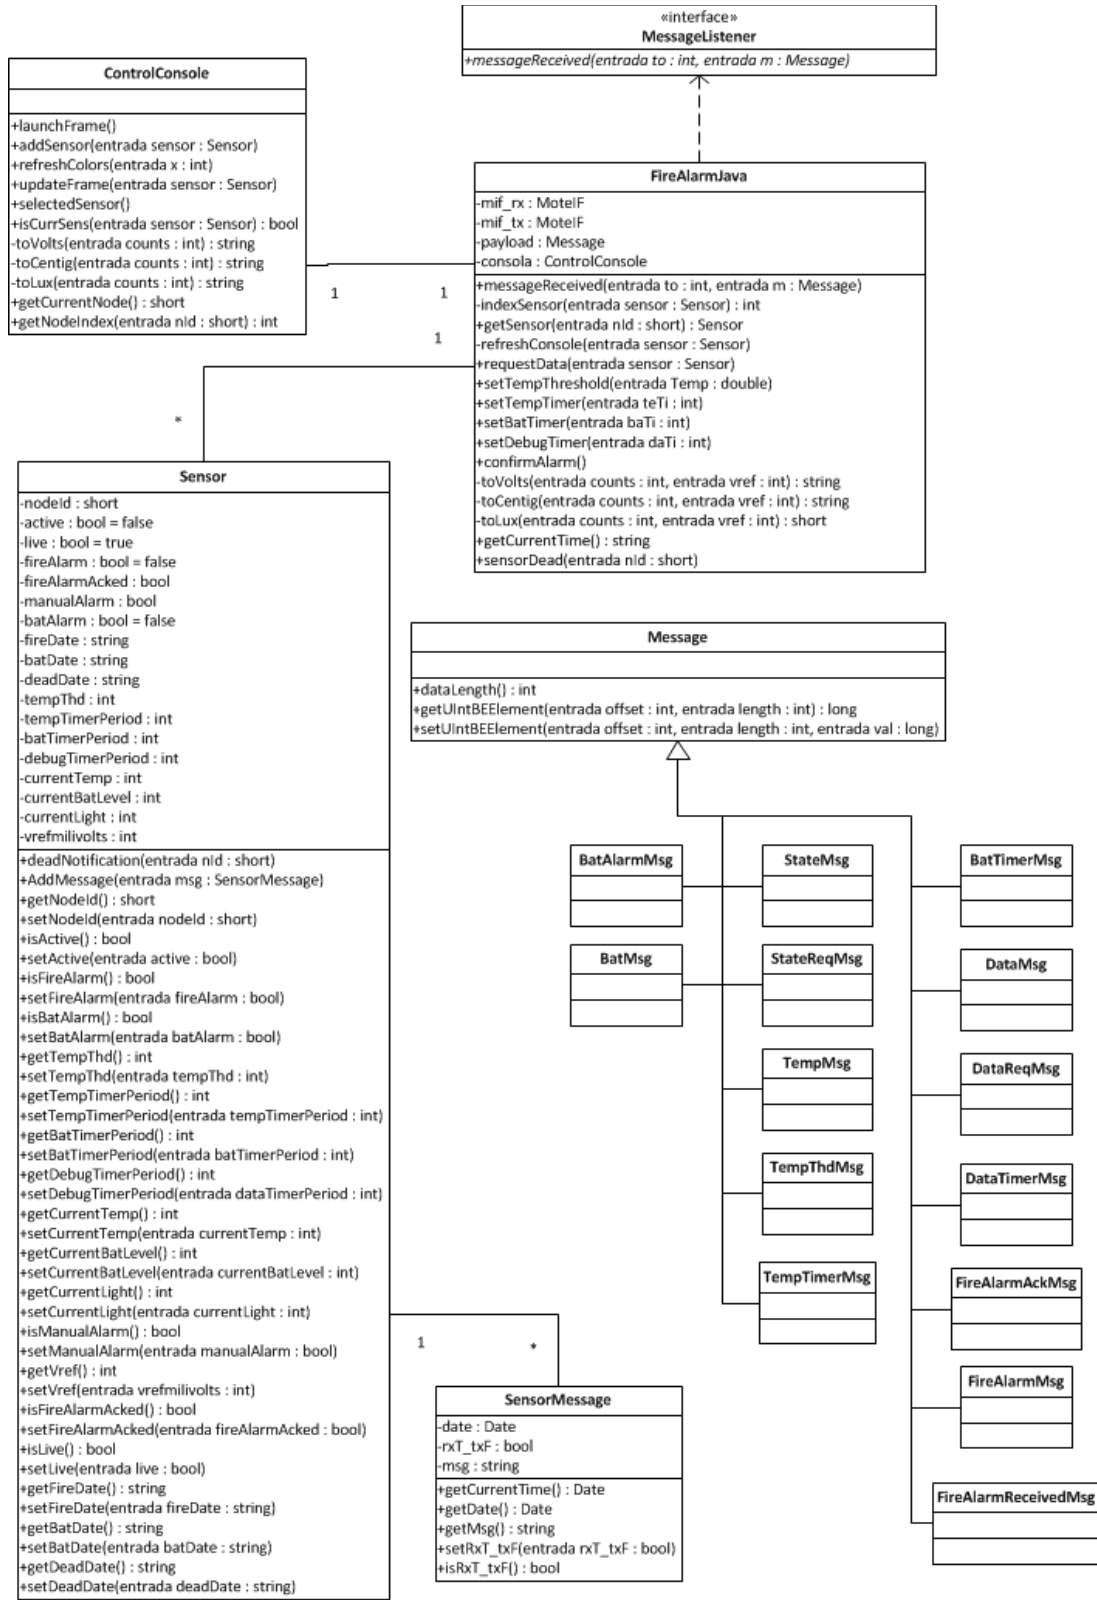 «interface»
MessageListener
+messageReceived(entrada to : int, entrada m : Message)
ControlConsole
+launchFrame()
+addSensor(entrada sensor : Sensor)
+refreshColors(entrada x : int)
+updateFrame(entrada sensor : Sensor)
+selectedSensor()
+isCurrSens(entrada sensor : Sensor) : bool
-toVolts(entrada counts : int) : string
-toCentig(entrada counts : int) : string
-toLux(entrada counts : int) : string
+getCurrentNode() : short
+getNodeIndex(entrada nId : short) : int
FireAlarmJava
-mif_rx : MoteIF
-mif_tx : MoteIF
-payload : Message
-consola : ControlConsole
+messageReceived(entrada to : int, entrada m : Message)
-indexSensor(entrada sensor : Sensor) : int
+getSensor(entrada nId : short) : Sensor
-refreshConsole(entrada sensor : Sensor)
+requestData(entrada sensor : Sensor)
+setTempThreshold(entrada Temp : double)
+setTempTimer(entrada teTi : int)
+setBatTimer(entrada baTi : int)
+setDebugTimer(entrada daTi : int)
+confirmAlarm()
-toVolts(entrada counts : int, entrada vref : int) : string
-toCentig(entrada counts : int, entrada vref : int) : string
-toLux(entrada counts : int, entrada vref : int) : short
+getCurrentTime() : string
+sensorDead(entrada nId : short)
1
1
1
*
Sensor
-nodeId : short
-active : bool = false
-live : bool = true
-fireAlarm : bool = false
-fireAlarmAcked : bool
-manualAlarm : bool
-batAlarm : bool = false
-fireDate : string
-batDate : string
-deadDate : string
-tempThd : int
-tempTimerPeriod : int
-batTimerPeriod : int
-debugTimerPeriod : int
-currentTemp : int
-currentBatLevel : int
-currentLight : int
-vrefmilivolts : int
+deadNotification(entrada nId : short)
+AddMessage(entrada msg : SensorMessage)
+getNodeId() : short
+setNodeId(entrada nodeId : short)
+isActive() : bool
+setActive(entrada active : bool)
+isFireAlarm() : bool
+setFireAlarm(entrada fireAlarm : bool)
+isBatAlarm() : bool
+setBatAlarm(entrada batAlarm : bool)
+getTempThd() : int
+setTempThd(entrada tempThd : int)
+getTempTimerPeriod() : int
+setTempTimerPeriod(entrada tempTimerPeriod : int)
+getBatTimerPeriod() : int
+setBatTimerPeriod(entrada batTimerPeriod : int)
+getDebugTimerPeriod() : int
+setDebugTimerPeriod(entrada dataTimerPeriod : int)
+getCurrentTemp() : int
+setCurrentTemp(entrada currentTemp : int)
+getCurrentBatLevel() : int
+setCurrentBatLevel(entrada currentBatLevel : int)
+getCurrentLight() : int
+setCurrentLight(entrada currentLight : int)
+isManualAlarm() : bool
+setManualAlarm(entrada manualAlarm : bool)
+getVref() : int
+setVref(entrada vrefmilivolts : int)
+isFireAlarmAcked() : bool
+setFireAlarmAcked(entrada fireAlarmAcked : bool)
+isLive() : bool
+setLive(entrada live : bool)
+getFireDate() : string
+setFireDate(entrada fireDate : string)
+getBatDate() : string
+setBatDate(entrada batDate : string)
+getDeadDate() : string
+setDeadDate(entrada deadDate : string)
Message
+dataLength() : int
+getUIntBEElement(entrada offset : int, entrada length : int) : long
+setUIntBEElement(entrada offset : int, entrada length : int, entrada val : long)
BatAlarmMsg
StateMsg
BatTimerMsg
BatMsg
StateReqMsg
DataMsg
TempMsg
DataReqMsg
TempThdMsg
DataTimerMsg
TempTimerMsg
FireAlarmAckMsg
FireAlarmMsg
FireAlarmReceivedMsg
1
*
SensorMessage
-date : Date
-rxT_txF : bool
-msg : string
+getCurrentTime() : Date
+getDate() : Date
+getMsg() : string
+setRxT_txF(entrada rxT_txF : bool)
+isRxT_txF() : bool